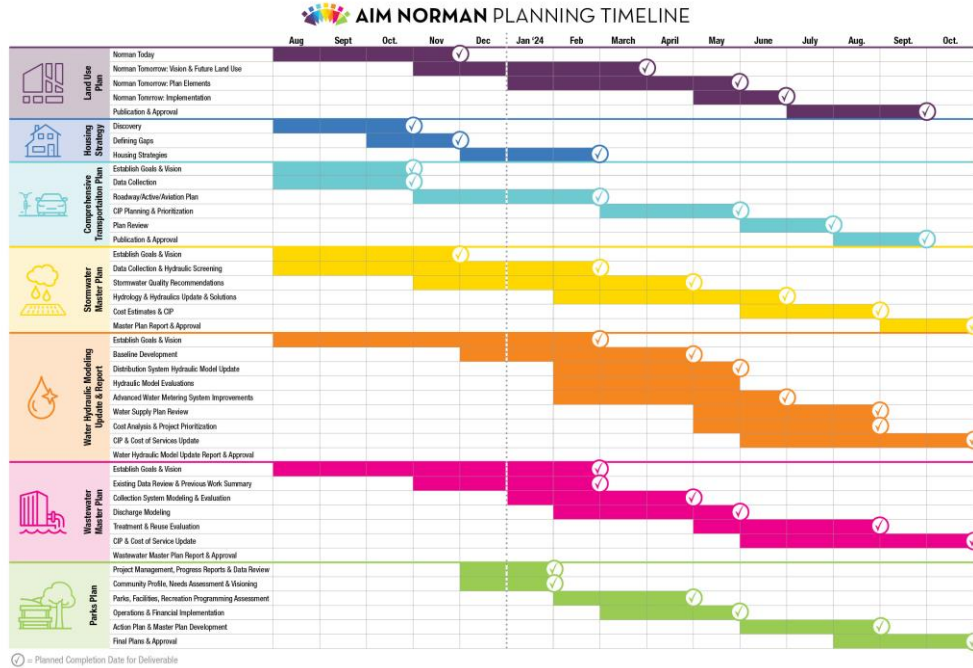 AIM NORMAN PLANNING TIMELINE
Aug Sept Oct. Nov Dec Jan '24 Feb March April May June July Aug. Sept. Oct.
Land Use
Plan
Norman Today
Norman Tomorrow: Vision & Future Land Use
Norman Tomorrow: Plan Elements
Norman Tomrrow: Implementation
Publication & Approval
Housing
Strategy
Discovery
Defining Gaps
Housing Strategies
Comprehensive
Transportaiton Plan
Establish Goals & Vision
Data Collection
Roadway/Active/Aviation Plan
CIP Planning & Prioritization
Plan Review
Publication & Approval
Stormwater
Master Plan
Establish Goals & Vision
Data Collection & Hydraulic Screening
Stormwater Quality Recommendations
Hydrology & Hydraulics Update & Solutions
Cost Estimates & CIP
Master Plan Report & Approval
Water Hydraulic Modeling
Update & Report
Establish Goals & Vision
Baseline Development
Distribution System Hydraulic Model Update
Hydraulic Model Evaluations
Advanced Water Metering System Improvements
Water Supply Plan Review
Cost Analysis & Project Prioritization
CIP & Cost of Services Update
Water Hydraulic Model Update Report & Approval
Wastewater
Master Plan
Establish Goals & Vision
Existing Data Review & Previous Work Summary
Collection System Modeling & Evaluation
Discharge Modeling
Treatment & Reuse Evaluation
CIP & Cost of Service Update
Wastewater Master Plan Report & Approval
Parks Plan
Project Management, Progress Reports & Data Review
Community Profile, Needs Assessment & Visioning
Parks, Facilities, Recreation Programming Assessment
Operations & Financial Implementation
Action Plan & Master Plan Development
Final Plans & Approval
= Planned Completion Date for Deliverable